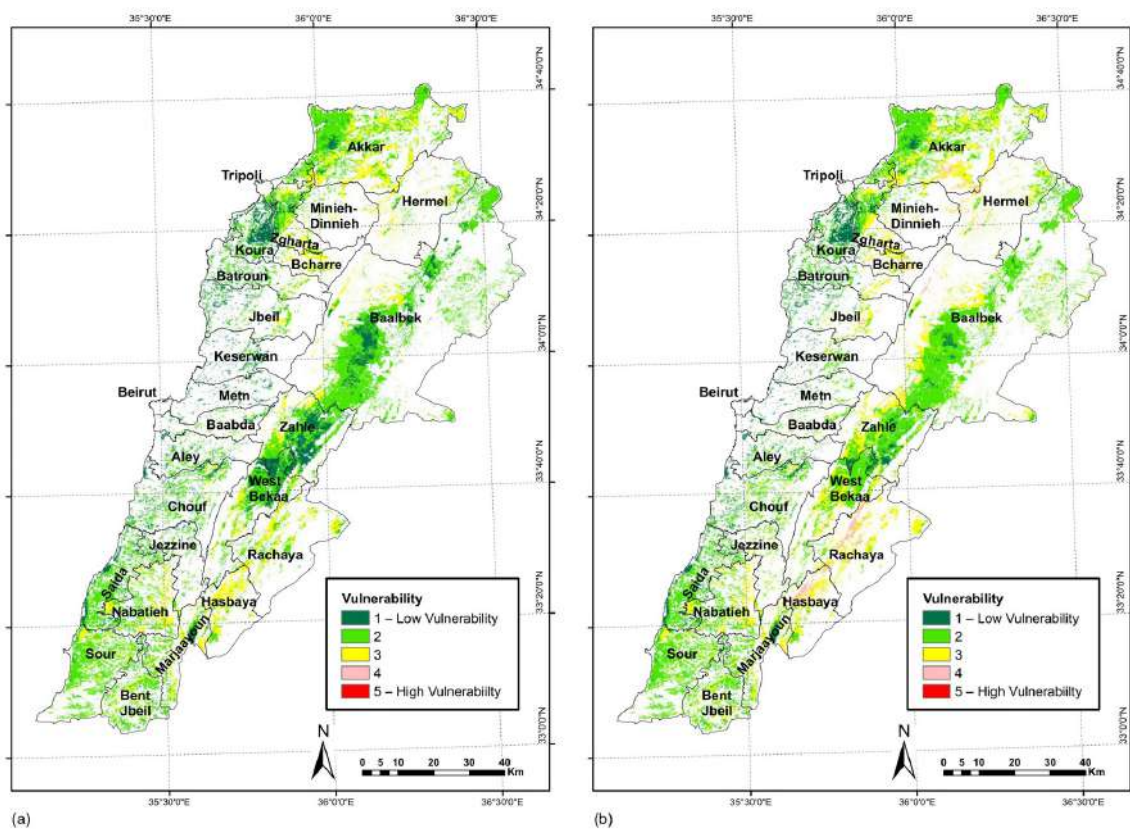 35°30'0"E 36°0'0"E 36°30'0"E
34°40'0"N
34°20'0"N
34°0'0"N
33°40'0"N
33°20'0"N
33°0'0"N
Akkar
Tripoli
Minieh-
Dinnieh
Hermel
Zgharta
Koura
Bcharre
Batroun
Jbeil
Baalbek
Keserwan
Beirut
Metn
Baabda
Zahle
Aley
West
Bekaa
Chouf
Jezzine
Rachaya
Saida
Hasbaya
Nabatieh
Marjaayoun
Sour
Bent
Jbeil
Vulnerability
1 – Low Vulnerability
2
3
4
5 – High Vulnerabiilty
N
0 5 10 20 30 40
Km
35°30'0"E 36°0'0"E 36°30'0"E
(a)
35°30'0"E 36°0'0"E 36°30'0"E
34°40'0"N
34°20'0"N
34°0'0"N
33°40'0"N
33°20'0"N
33°0'0"N
Akkar
Tripoli
Minieh-
Dinnieh
Hermel
Zgharta
Koura
Bcharre
Batroun
Jbeil
Baalbek
Keserwan
Beirut
Metn
Baabda
Zahle
Aley
West
Bekaa
Chouf
Jezzine
Rachaya
Saida
Hasbaya
Nabatieh
Marjaayoun
Sour
Bent
Jbeil
Vulnerability
1 – Low Vulnerability
2
3
4
5 – High Vulnerabiilty
N
0 5 10 20 30 40
Km
35°30'0"E 36°0'0"E 36°30'0"E
(b)